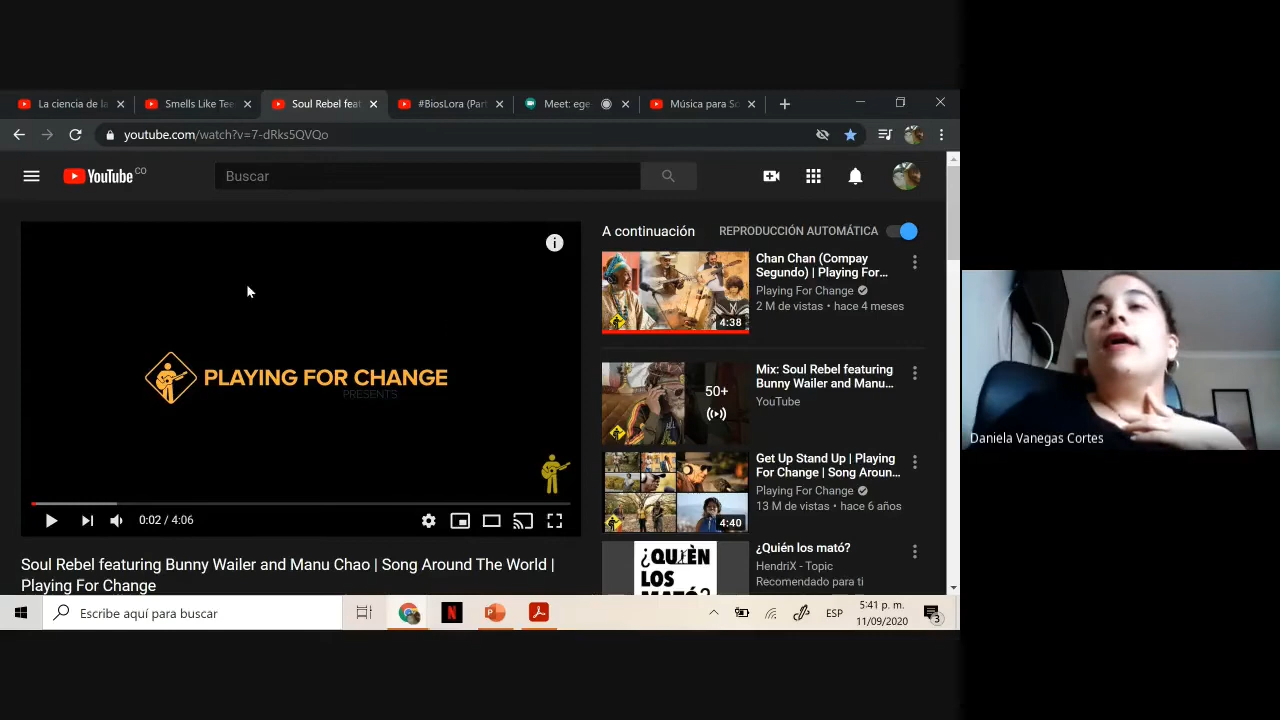 La ciencia de la
Smells Like Tee
Soul Rebel feat
#BiosLora (Part
Meet: ege
Música para So
youtube.com/watch?v=7-dRks5QVQo
YouTube CO
Buscar
PLAYING FOR CHANGE
PRESENTS
0:02 / 4:06
Soul Rebel featuring Bunny Wailer and Manu Chao | Song Around The World |
Playing For Change
A continuación
REPRODUCCIÓN AUTOMÁTICA
4:38
Chan Chan (Compay
Segundo) | Playing For...
Playing For Change
2 M de vistas • hace 4 meses
50+
Mix: Soul Rebel featuring
Bunny Wailer and Manu...
YouTube
4:40
Get Up Stand Up | Playing
For Change | Song Aroun...
Playing For Change
13 M de vistas • hace 6 años
¿QUIÉN
LOS
MATÓ?
¿Quién los mató?
HendriX - Topic
Recomendado para ti
Daniela Vanegas Cortes
Escribe aquí para buscar
ESP
5:41 p. m.
11/09/2020
3